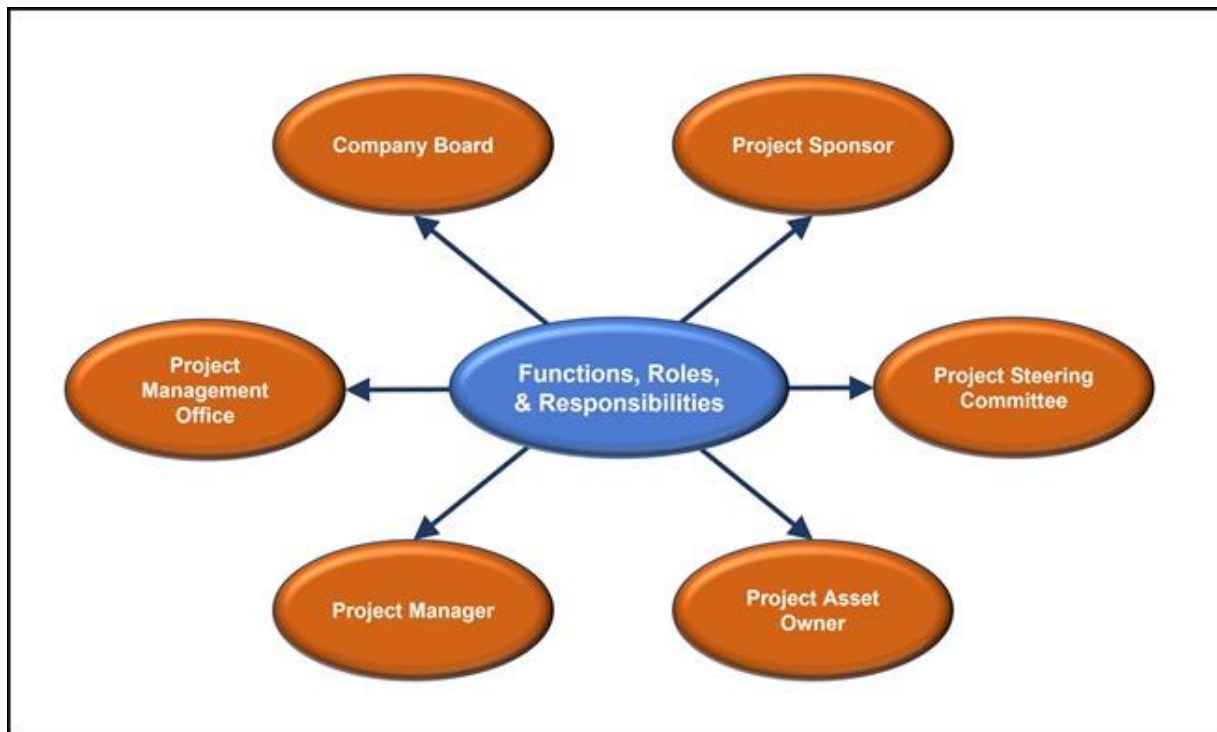 Company Board
Project Sponsor
Project
Management
Office
Functions, Roles,
& Responsibilities
Project Steering
Committee
Project Manager
Project Asset
Owner